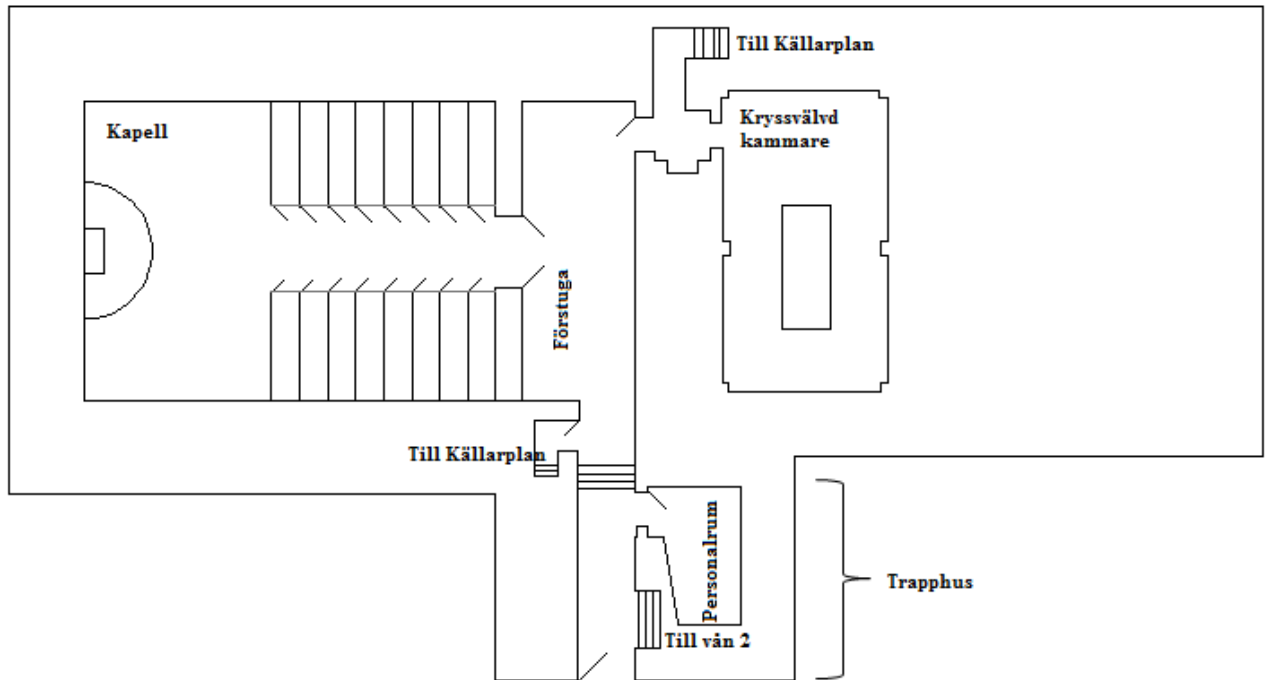 Till Källarplan
Kapell
Kryssvälvd
kammare
Förstuga
Till Källarplan
Personalrum
Trapphus
Till vån 2